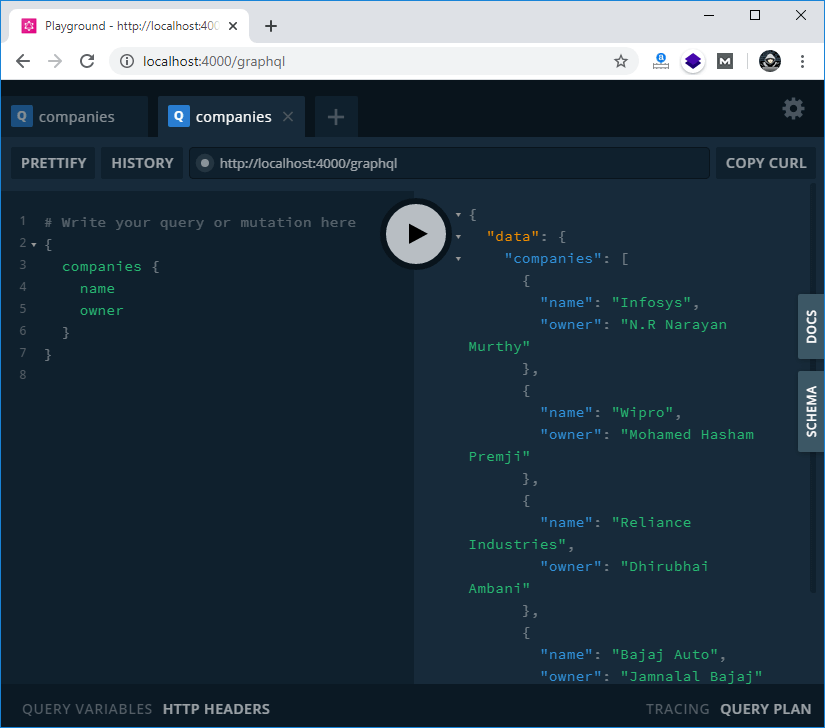 Playground - http://localhost:400
localhost:4000/graphql
Q companies
Q companies
PRETTIFY
HISTORY
http://localhost:4000/graphql
COPY CURL
1 # Write your query or mutation here
2 {
3 companies {
4 name
5 owner
6 }
7 }
8
{
"data": {
"companies": [
{
"name": "Infosys",
"owner": "N.R Narayan
Murthy"
},
{
"name": "Wipro",
"owner": "Mohamed Hasham
Premji"
},
{
"name": "Reliance
Industries",
"owner": "Dhirubhai
Ambani"
},
{
"name": "Bajaj Auto",
"owner": "Jamnalal Bajaj"
DOCS
SCHEMA
QUERY VARIABLES
HTTP HEADERS
TRACING
QUERY PLAN